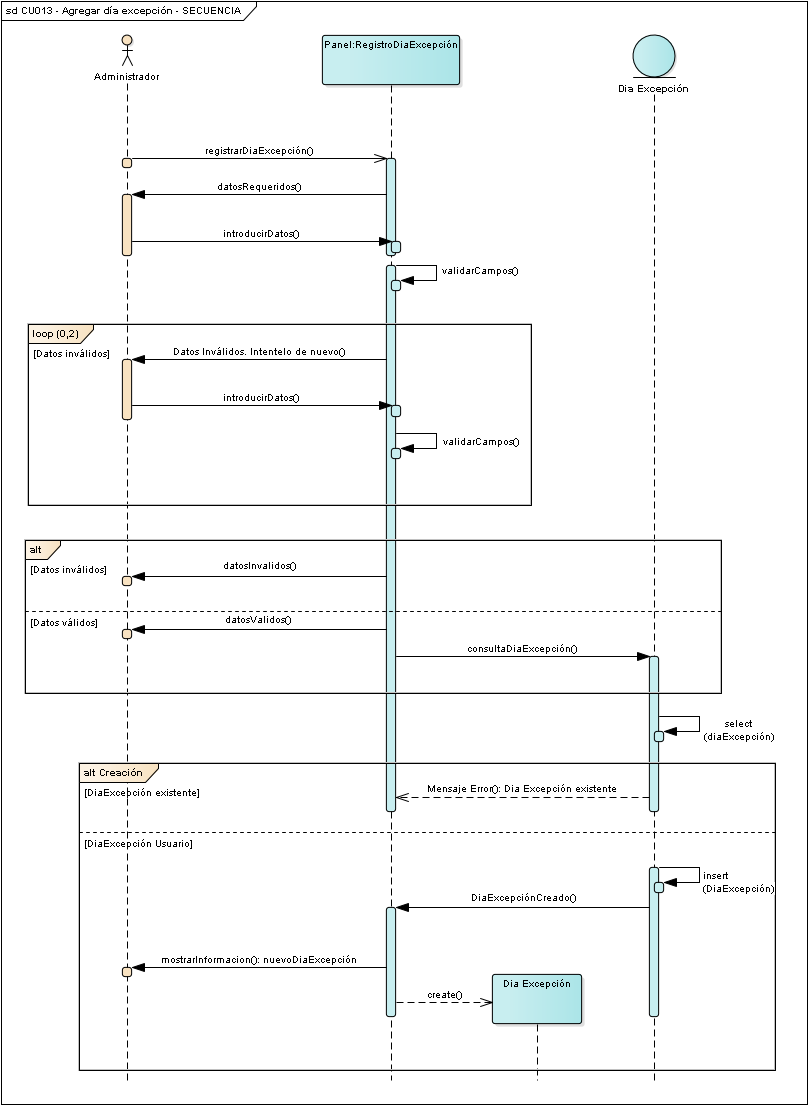 sd CU013 - Agregar día excepción - SECUENCIA
Administrador
Panel:RegistroDiaExcepción
Dia Excepción
registrarDiaExcepción()
datosRequeridos()
introducirDatos()
validarCampos()
loop (0,2)
[Datos inválidos]
Datos Inválidos. Intentelo de nuevo()
introducirDatos()
validarCampos()
alt
[Datos inválidos]
datosInvalidos()
[Datos válidos]
datosValidos()
consultaDiaExcepción()
select
(diaExcepción)
alt Creación
[DiaExcepción existente]
Mensaje Error(): Dia Excepción existente
[DiaExcepción Usuario]
insert
(DiaExcepción)
DiaExcepciónCreado()
mostrarInformacion(): nuevoDiaExcepción
Dia Excepción
create()